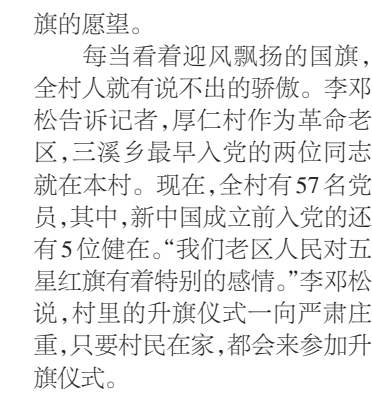 旗的愿望。
每当看着迎风飘扬的国旗，
全村人就有说不出的骄傲。李邓
松告诉记者，厚仁村作为革命老
区，三溪乡最早入党的两位同志
就在本村。现在，全村有57名党
员，其中，新中国成立前入党的还
有5位健在。“我们老区人民对五
星红旗有着特别的感情。”李邓松
说，村里的升旗仪式一向严肃庄
重，只要村民在家，都会来参加升
旗仪式。